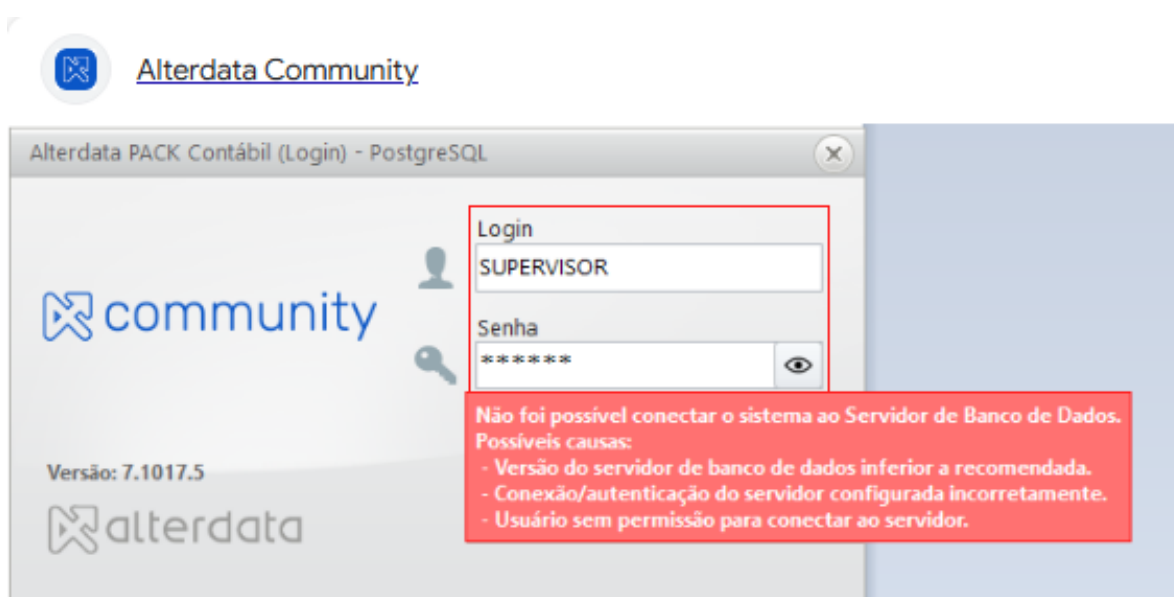 Alterdata Community
Alterdata PACK Contábil (Login) - PostgreSQL
Login
SUPERVISOR
community
Senha
******
Não foi possível conectar o sistema ao Servidor de Banco de Dados.
Possíveis causas:
- Versão do servidor de banco de dados inferior a recomendada.
- Conexão/autenticação do servidor configurada incorretamente.
- Usuário sem permissão para conectar ao servidor.
Versão: 7.1017.5
alterdata